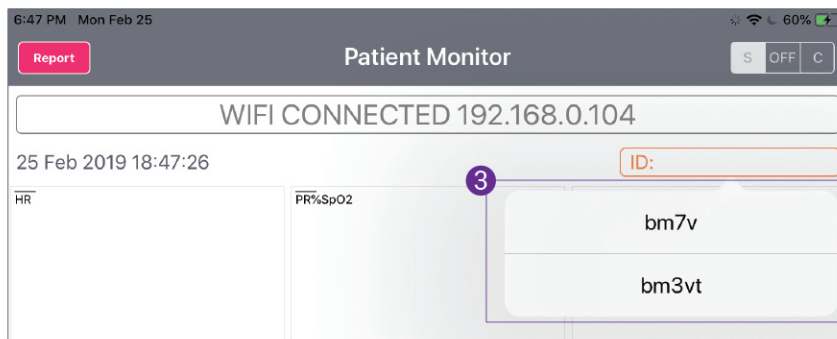 6:47 PM Mon Feb 25 60%
Report Patient Monitor S OFF C
WIFI CONNECTED 192.168.0.104
25 Feb 2019 18:47:26 ID:
3
HR PR%SpO2
bm7v
bm3vt